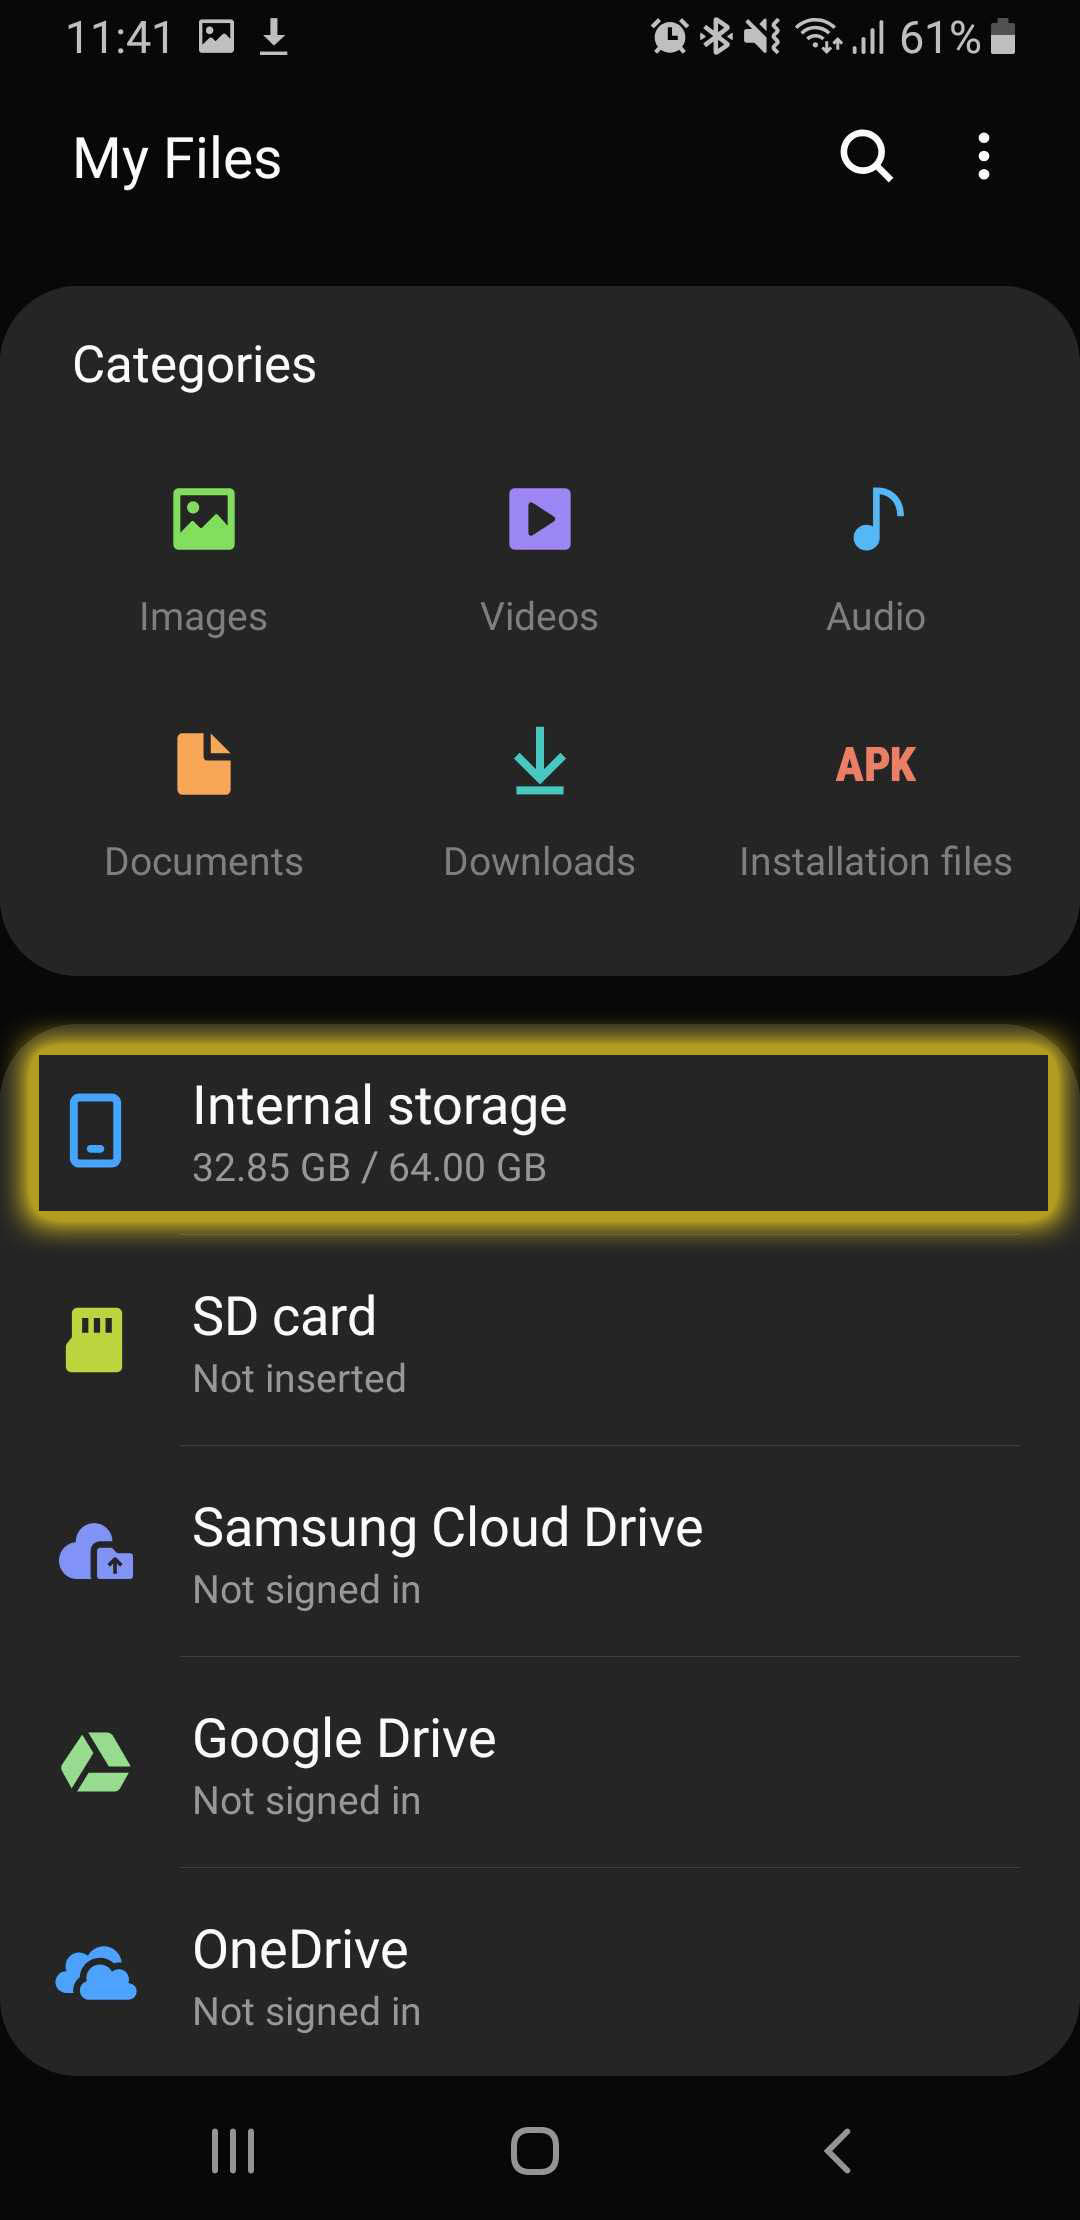 11:41 61%
My Files
Categories
Images Videos Audio
APK
Documents Downloads Installation files
Internal storage
32.85 GB / 64.00 GB
SD card
Not inserted
Samsung Cloud Drive
Not signed in
Google Drive
Not signed in
OneDrive
Not signed in